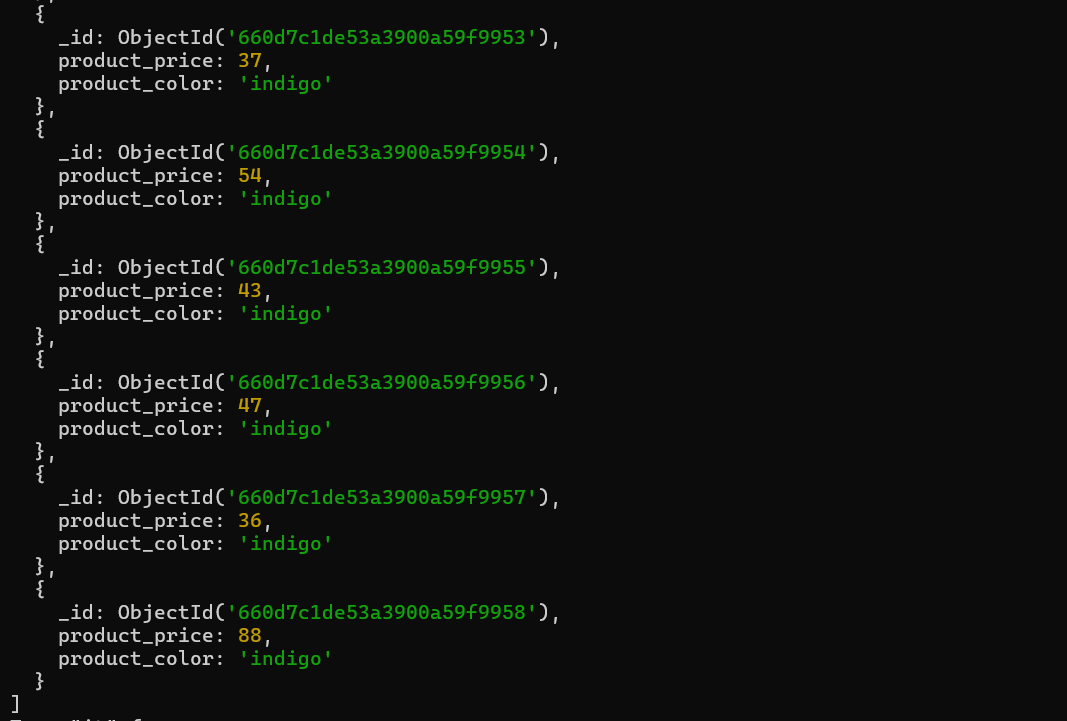 {
_id: ObjectId('660d7c1de53a3900a59f9953'),
product_price: 37,
product_color: 'indigo'
},
{
_id: ObjectId('660d7c1de53a3900a59f9954'),
product_price: 54,
product_color: 'indigo'
},
{
_id: ObjectId('660d7c1de53a3900a59f9955'),
product_price: 43,
product_color: 'indigo'
},
{
_id: ObjectId('660d7c1de53a3900a59f9956'),
product_price: 47,
product_color: 'indigo'
},
{
_id: ObjectId('660d7c1de53a3900a59f9957'),
product_price: 36,
product_color: 'indigo'
},
{
_id: ObjectId('660d7c1de53a3900a59f9958'),
product_price: 88,
product_color: 'indigo'
}
]